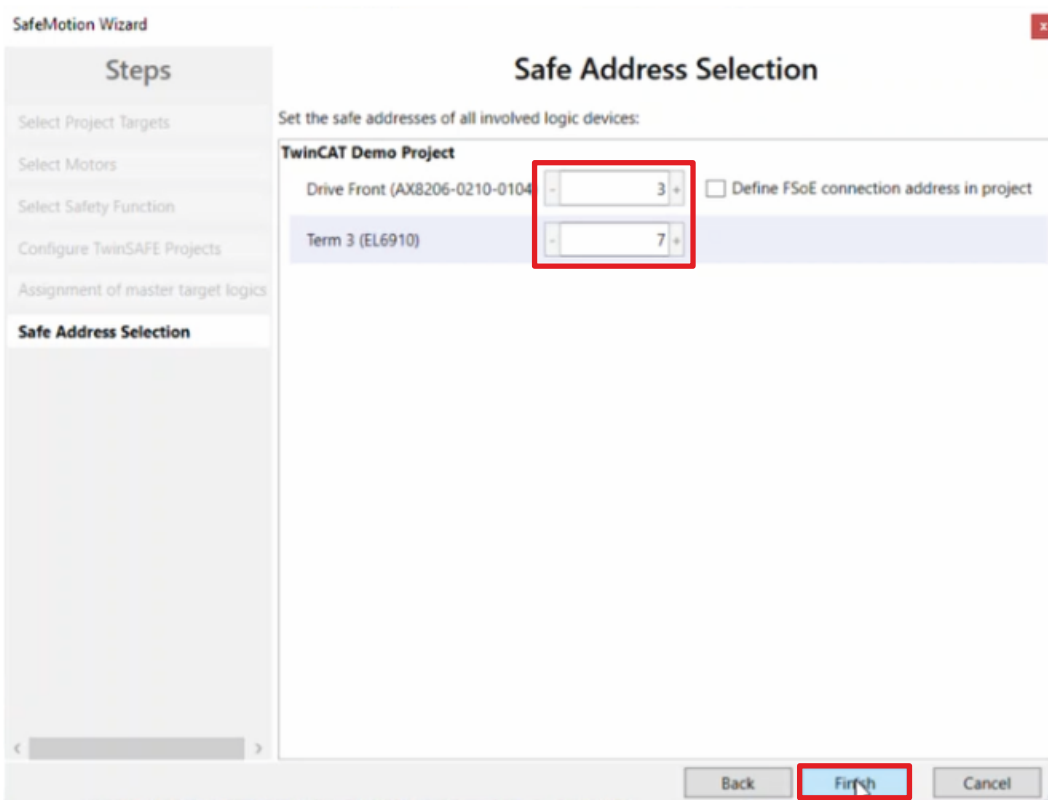 SafeMotion Wizard
x
Steps
Select Project Targets
Select Motors
Select Safety Function
Configure TwinSAFE Projects
Assignment of master target logics
Safe Address Selection
Safe Address Selection
Set the safe addresses of all involved logic devices:
TwinCAT Demo Project
Drive Front (AX8206-0210-0104 - 3 + Define FSoE connection address in project
Term 3 (EL6910) - 7 +
< >
Back Finish Cancel